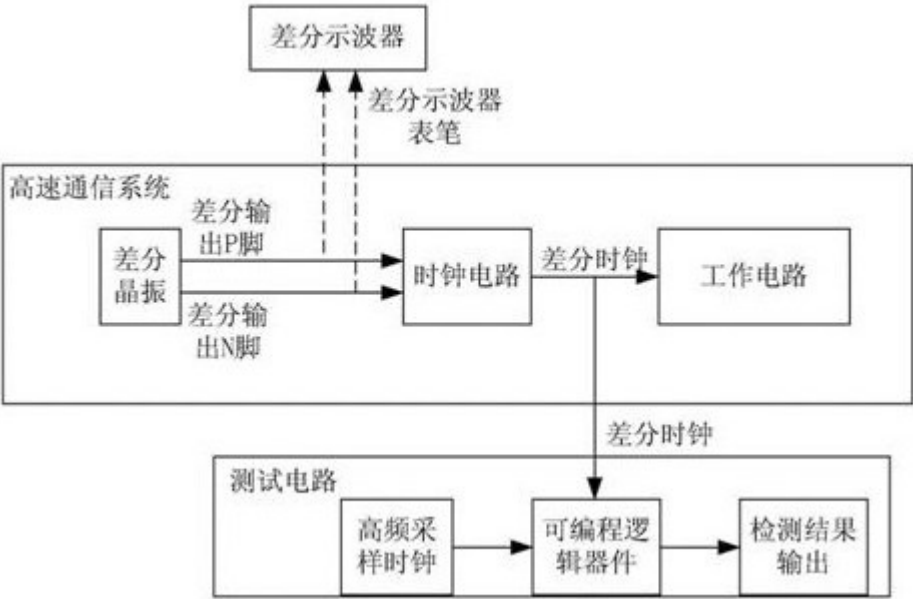 差分示波器
差分示波器
表笔
高速通信系统
差分输
出P脚
差分
晶振
差分输
出N脚
时钟电路
差分时钟
工作电路
差分时钟
测试电路
高频采
样时钟
可编程逻
辑器件
检测结果
输出